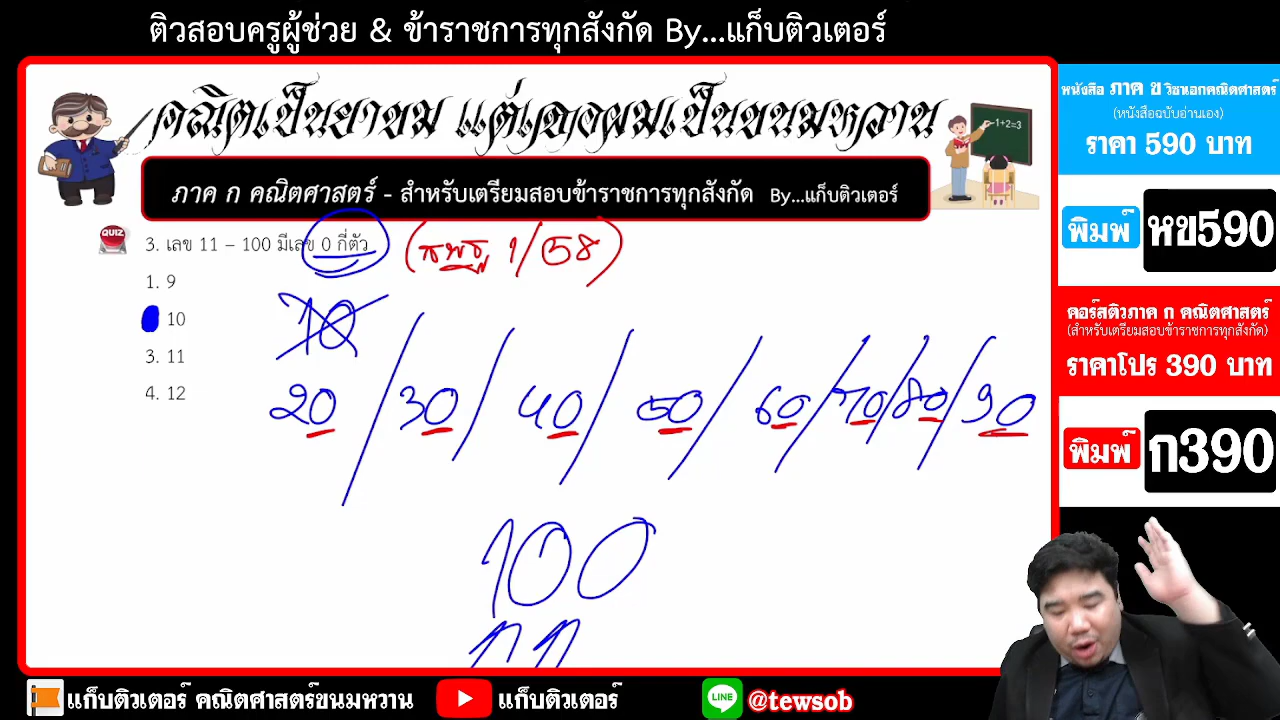 ติวสอบครูผู้ช่วย & ข้าราชการทุกสังกัด By...แก็บติวเตอร์
คณิตเป็นยาขม แต่เธอผมเป็นขนมหวาน
1+2=3
ภาค ก คณิตศาสตร์ - สำหรับเตรียมสอบข้าราชการทุกสังกัด By...แก็บติวเตอร์
QUIZ
3. เลข 11 – 100 มีเลข 0 กี่ตัว
1/58
1. 9
10
3. 11
4. 12
10
20 / 30 / 40 / 50 / 60 / 70 / 80 / 90
100
หนังสือ ภาค ข วิชาเอกคณิตศาสตร์
(หนังสือฉบับอ่านเอง)
ราคา 590 บาท
พิมพ์ หข590
คอร์สติวภาค ก คณิตศาสตร์
(สำหรับเตรียมสอบข้าราชการทุกสังกัด)
ราคาโปร 390 บาท
พิมพ์ ก390
แก็บติวเตอร์ คณิตศาสตร์ขนมหวาน
แก็บติวเตอร์
LINE @tewsob